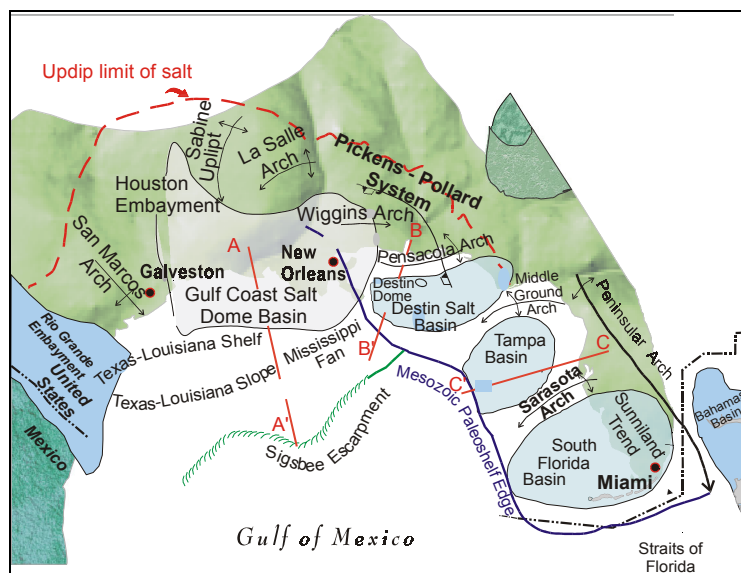 Updip limit of salt
Sabine
Uplipt
La Salle
Arch
Pickens - Pollard
System
Houston
Embayment
Wiggins Arch
San Marcos
Arch
A
B
New
Orleans
Pensacola Arch
Galveston
Destin
Dome
Middle
Ground
Arch
Peninsular Arch
Gulf Coast Salt
Dome Basin
Destin Salt
Basin
Rio Grande
Embayment
United
States
Texas-Louisiana Shelf
Mississippi
Fan
Tampa
Basin
C
B'
Texas-Louisiana Slope
C'
Mesozoic Paleoshelf Edge
Sarasota
Arch
Bahamas
Basin
Mexico
A'
Sigsbee Escarpment
Sunniland
Trend
South
Florida
Basin
Miami
Gulf of Mexico
Straits of
Florida